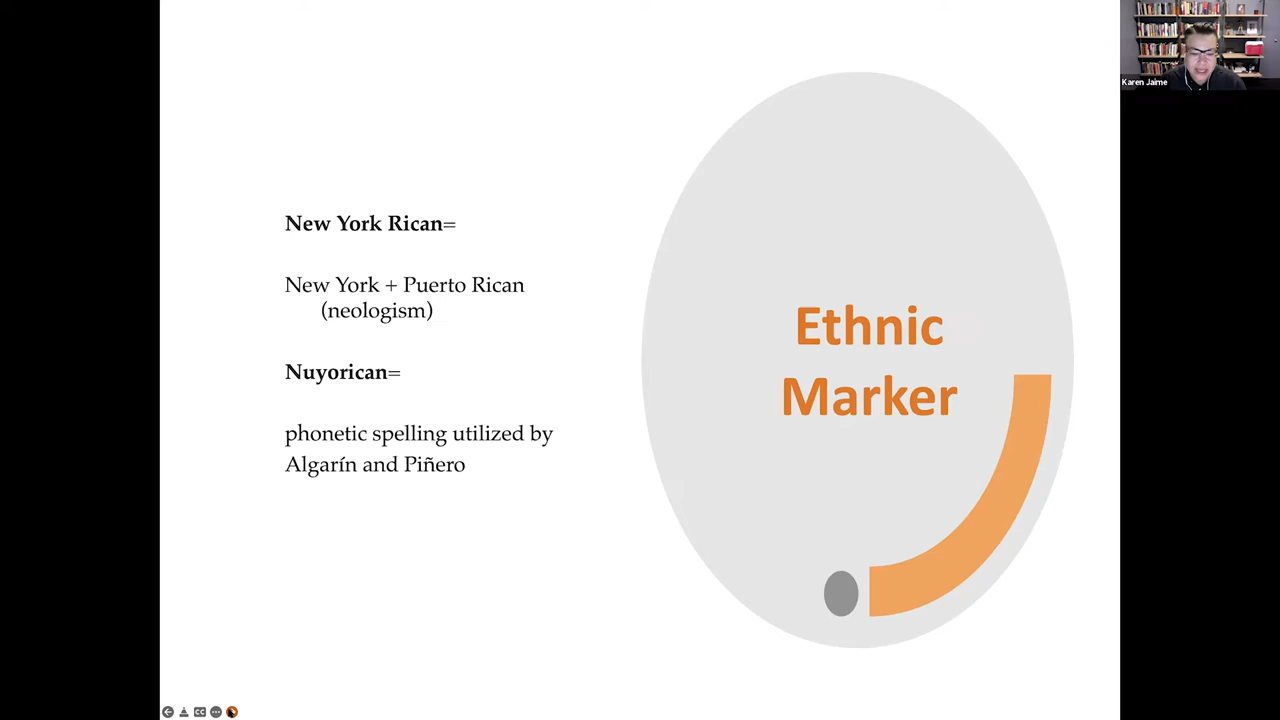 New York Rican=
New York + Puerto Rican
(neologism)
Nuyorican=
phonetic spelling utilized by
Algarín and Piñero
Ethnic
Marker
Karen Jaime
CC